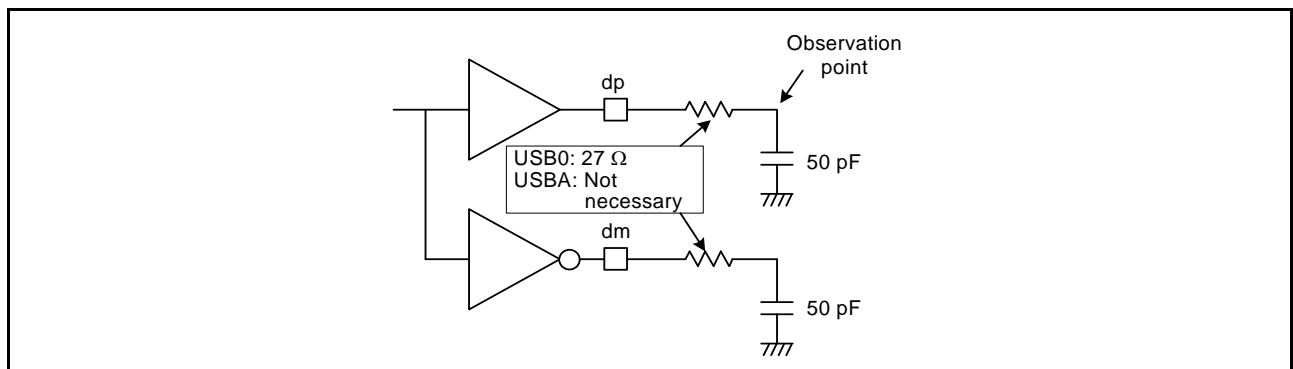 Observation
point
dp
50 pF
USB0: 27 Ω
USBA: Not
necessary
dm
50 pF